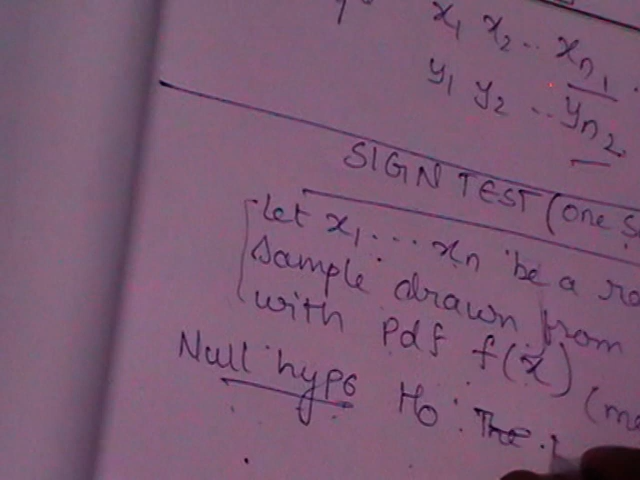 x₁ x₂ .. xn₁
y₁ y₂ .. yn₂
SIGN TEST (one
Let x₁ ... xn be a
sample drawn from
with pdf f(x)
Null hypo H₀ : The